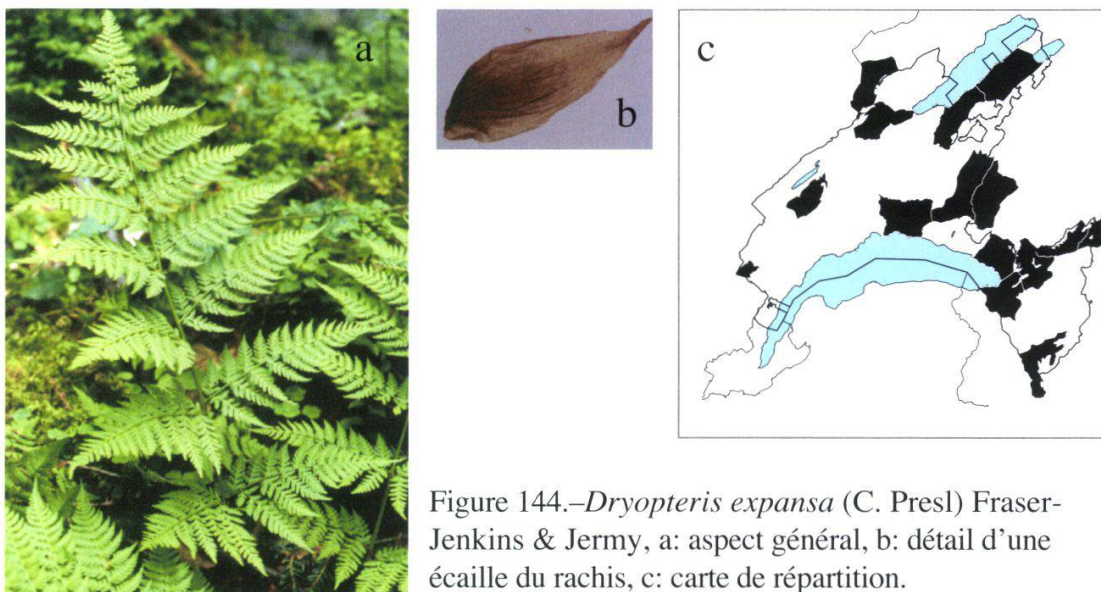 a
b
c
Figure 144.–Dryopteris expansa (C. Presl) Fraser-
Jenkins & Jermy, a: aspect général, b: détail d'une
écaille du rachis, c: carte de répartition.